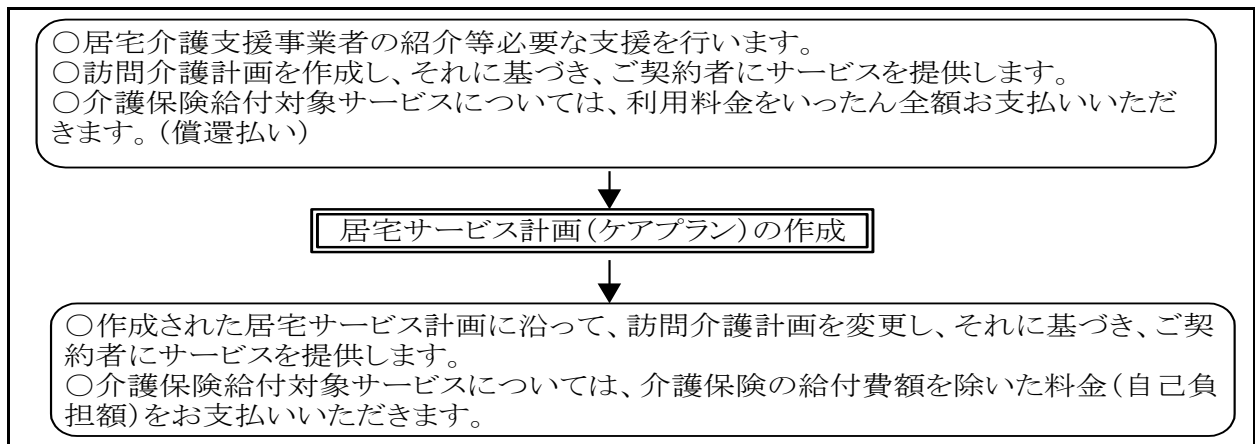 ○居宅介護支援事業者の紹介等必要な支援を行います。
○訪問介護計画を作成し、それに基づき、ご契約者にサービスを提供します。
○介護保険給付対象サービスについては、利用料金をいったん全額お支払いいただ
きます。(償還払い)
居宅サービス計画(ケアプラン)の作成
○作成された居宅サービス計画に沿って、訪問介護計画を変更し、それに基づき、ご契
約者にサービスを提供します。
○介護保険給付対象サービスについては、介護保険の給付費額を除いた料金(自己負
担額)をお支払いいただきます。